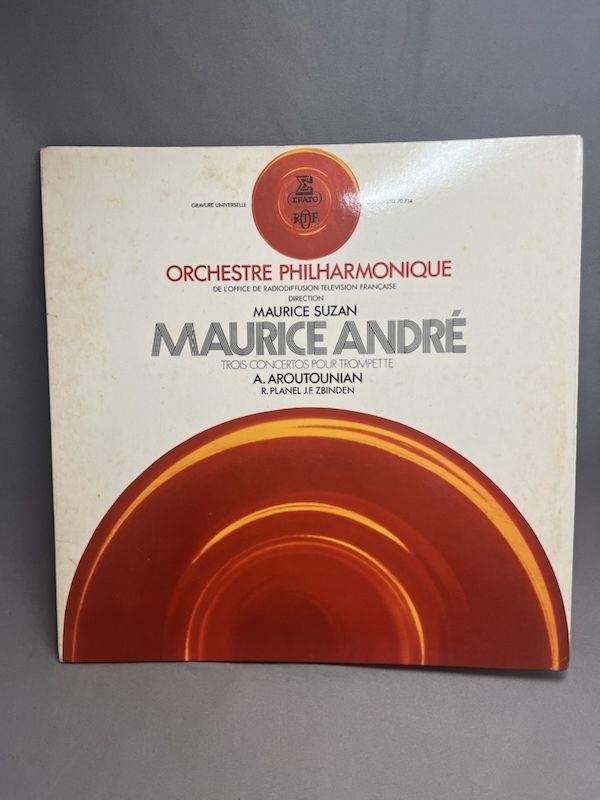 ERATO
GRAVURE UNIVERSELLE
ORTF
ORCHESTRE PHILHARMONIQUE
DE L'OFFICE DE RADIODIFFUSION TELEVISION FRANÇAISE
DIRECTION
MAURICE SUZAN
MAURICE ANDRÉ
TROIS CONCERTOS POUR TROMPETTE
A. AROUTOUNIAN
R. PLANEL J.F. ZBINDEN